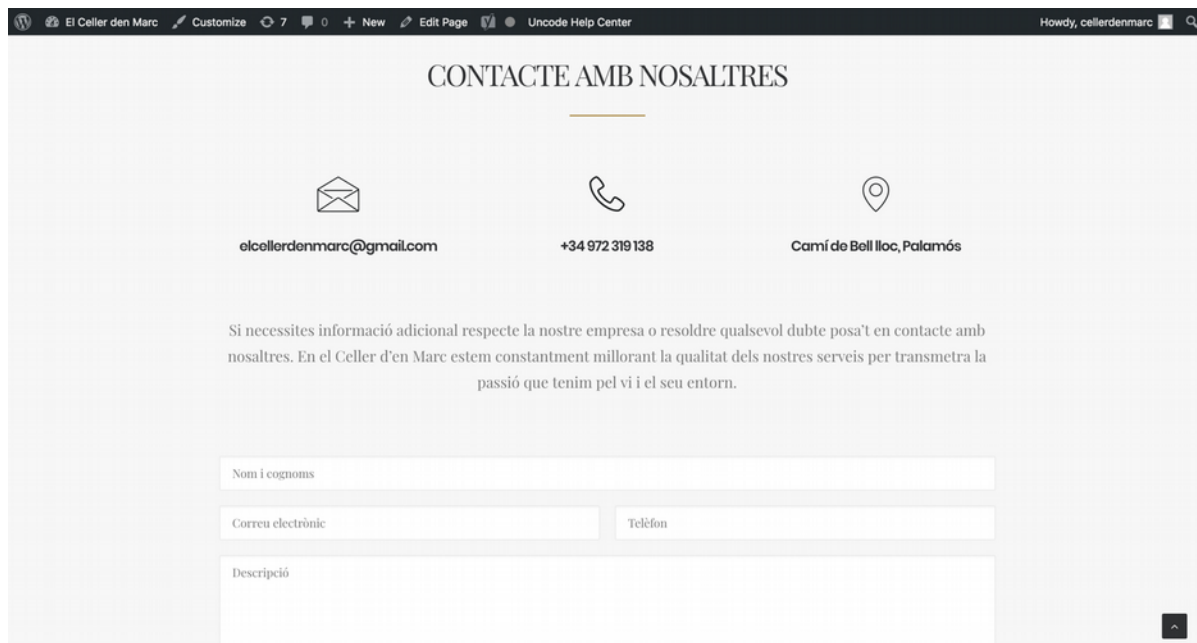 El Celler den Marc Customize 7 0 New Edit Page Uncode Help Center Howdy, cellerdenmarc
CONTACTE AMB NOSALTRES
elcellerdenmarc@gmail.com +34 972 319 138 Camí de Bell lloc, Palamós
Si necessites informació adicional respecte la nostre empresa o resoldre qualsevol dubte posa't en contacte amb
nosaltres. En el Celler d'en Marc estem constantment millorant la qualitat dels nostres serveis per transmetra la
passió que tenim pel vi i el seu entorn.
Nom i cognoms
Correu electrònic Telèfon
Descripció